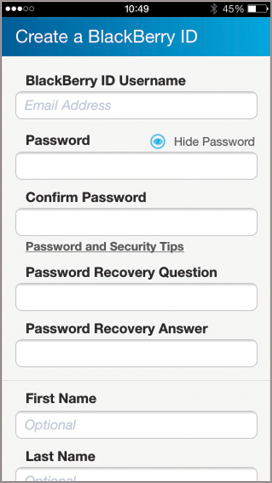 10:49 45%
Create a BlackBerry ID
BlackBerry ID Username
Email Address
Password Hide Password
Confirm Password
Password and Security Tips
Password Recovery Question
Password Recovery Answer
First Name
Optional
Last Name
Optional